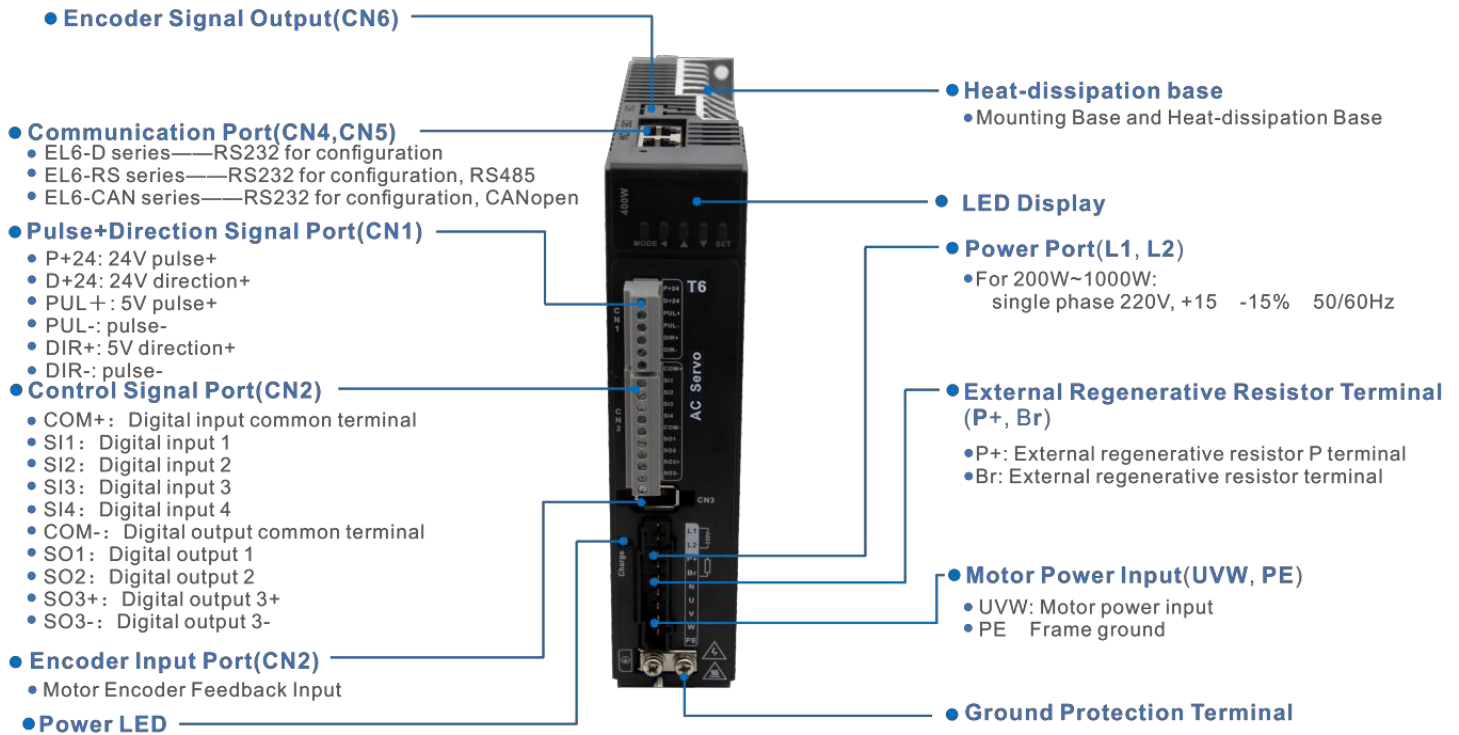 Encoder Signal Output(CN6)
Communication Port(CN4,CN5)
EL6-D series——RS232 for configuration
EL6-RS series——RS232 for configuration, RS485
EL6-CAN series——RS232 for configuration, CANopen
Pulse+Direction Signal Port(CN1)
P+24: 24V pulse+
D+24: 24V direction+
PUL+: 5V pulse+
PUL-: pulse-
DIR+: 5V direction+
DIR-: pulse-
Control Signal Port(CN2)
COM+: Digital input common terminal
SI1: Digital input 1
SI2: Digital input 2
SI3: Digital input 3
SI4: Digital input 4
COM-: Digital output common terminal
SO1: Digital output 1
SO2: Digital output 2
SO3+: Digital output 3+
SO3-: Digital output 3-
Encoder Input Port(CN2)
Motor Encoder Feedback Input
Power LED
400W
MODE SET
T6
AC Servo
CN1
P+24
D+24
PUL+
PUL-
DIR+
DIR-
CN2
COM+
SI1
SI2
SI3
SI4
COM-
SO1
SO2
SO3+
SO3-
CN3
Charge
L1
L2
220V
P+
Br
N
U
V
W
PE
Heat-dissipation base
Mounting Base and Heat-dissipation Base
LED Display
Power Port(L1, L2)
For 200W~1000W:
single phase 220V, +15 -15% 50/60Hz
External Regenerative Resistor Terminal
(P+, Br)
P+: External regenerative resistor P terminal
Br: External regenerative resistor terminal
Motor Power Input(UVW, PE)
UVW: Motor power input
PE Frame ground
Ground Protection Terminal